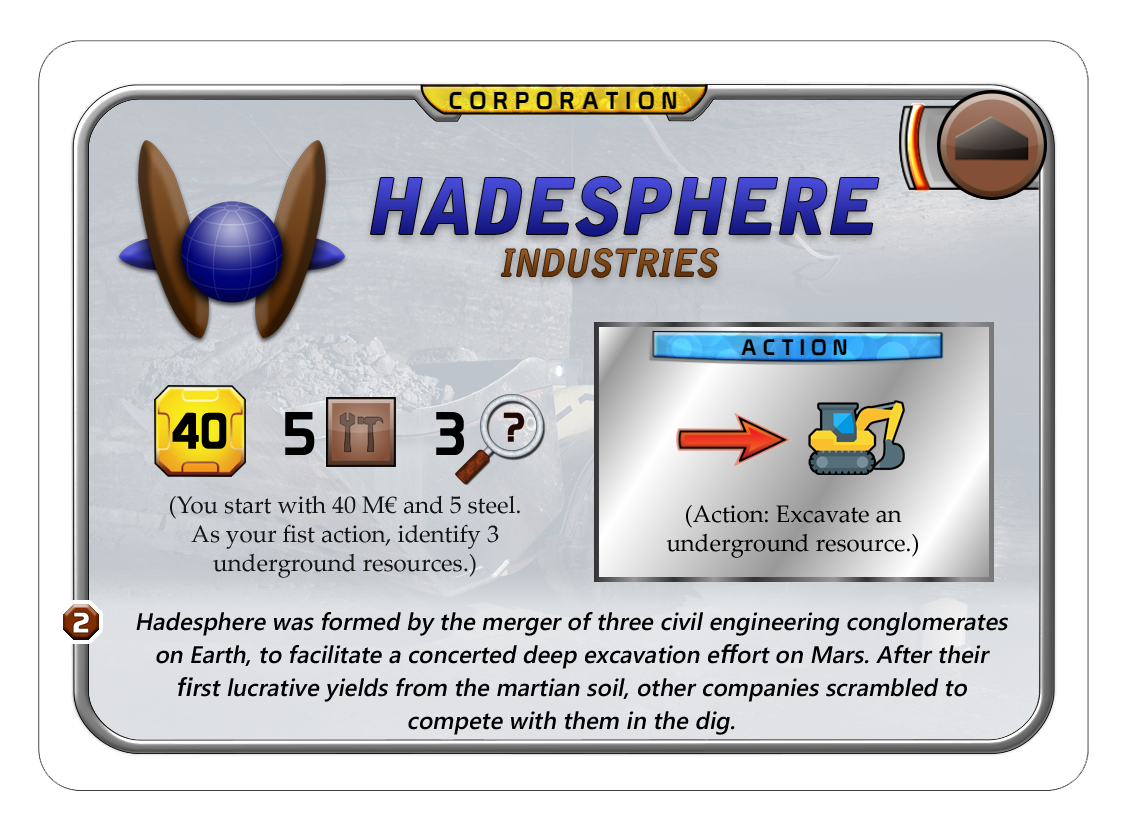 CORPORATION
HADESPHERE
INDUSTRIES
ACTION
40 5 3 ?
(You start with 40 M€ and 5 steel.
As your fist action, identify 3
underground resources.)
(Action: Excavate an
underground resource.)
2
Hadesphere was formed by the merger of three civil engineering conglomerates
on Earth, to facilitate a concerted deep excavation effort on Mars. After their
first lucrative yields from the martian soil, other companies scrambled to
compete with them in the dig.